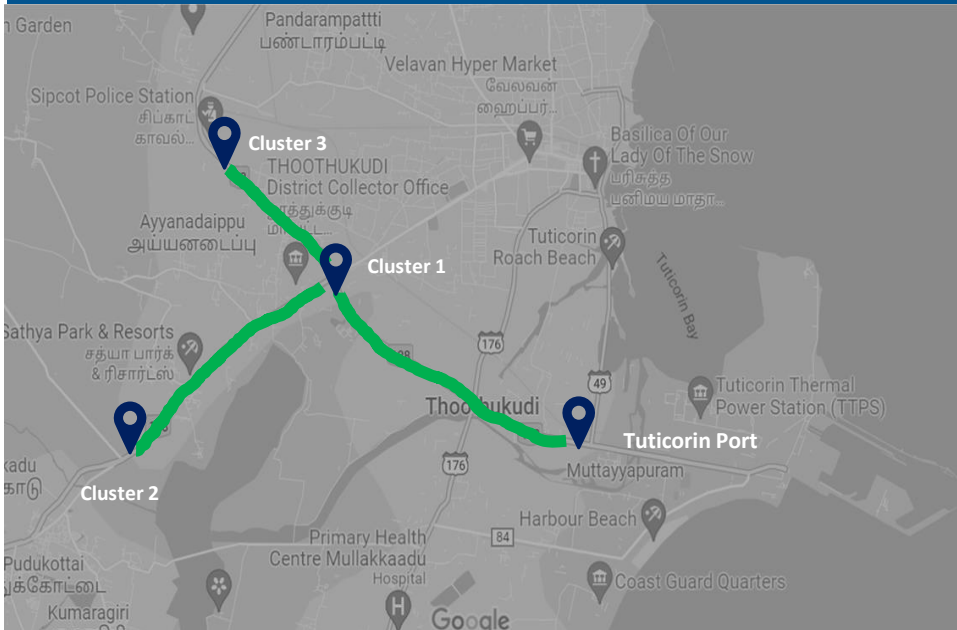 Garden
Pandarampattti
பண்டாரம்பட்டி
Velavan Hyper Market
வேலவன்
ஹைப்பர்...
Sipcot Police Station
சிப்காட்
காவல்...
Cluster 3
Basilica Of Our
Lady Of The Snow
பரிசுத்த
பனிமய மாதா...
THOOTHUKUDI
District Collector Office
Ayyanadaippu
அய்யனடைப்பு
Cluster 1
Tuticorin
Roach Beach
Tuticorin Bay
Sathya Park & Resorts
சத்யா பார்க்
& ரிசார்ட்ஸ்
176
49
Tuticorin Thermal
Power Station (TTPS)
Thoothukudi
Tuticorin Port
176
Muttayyapuram
Cluster 2
Harbour Beach
84
Primary Health
Centre Mullakkaadu
Hospital
H
Pudukottai
Coast Guard Quarters
Kumaragiri
Google